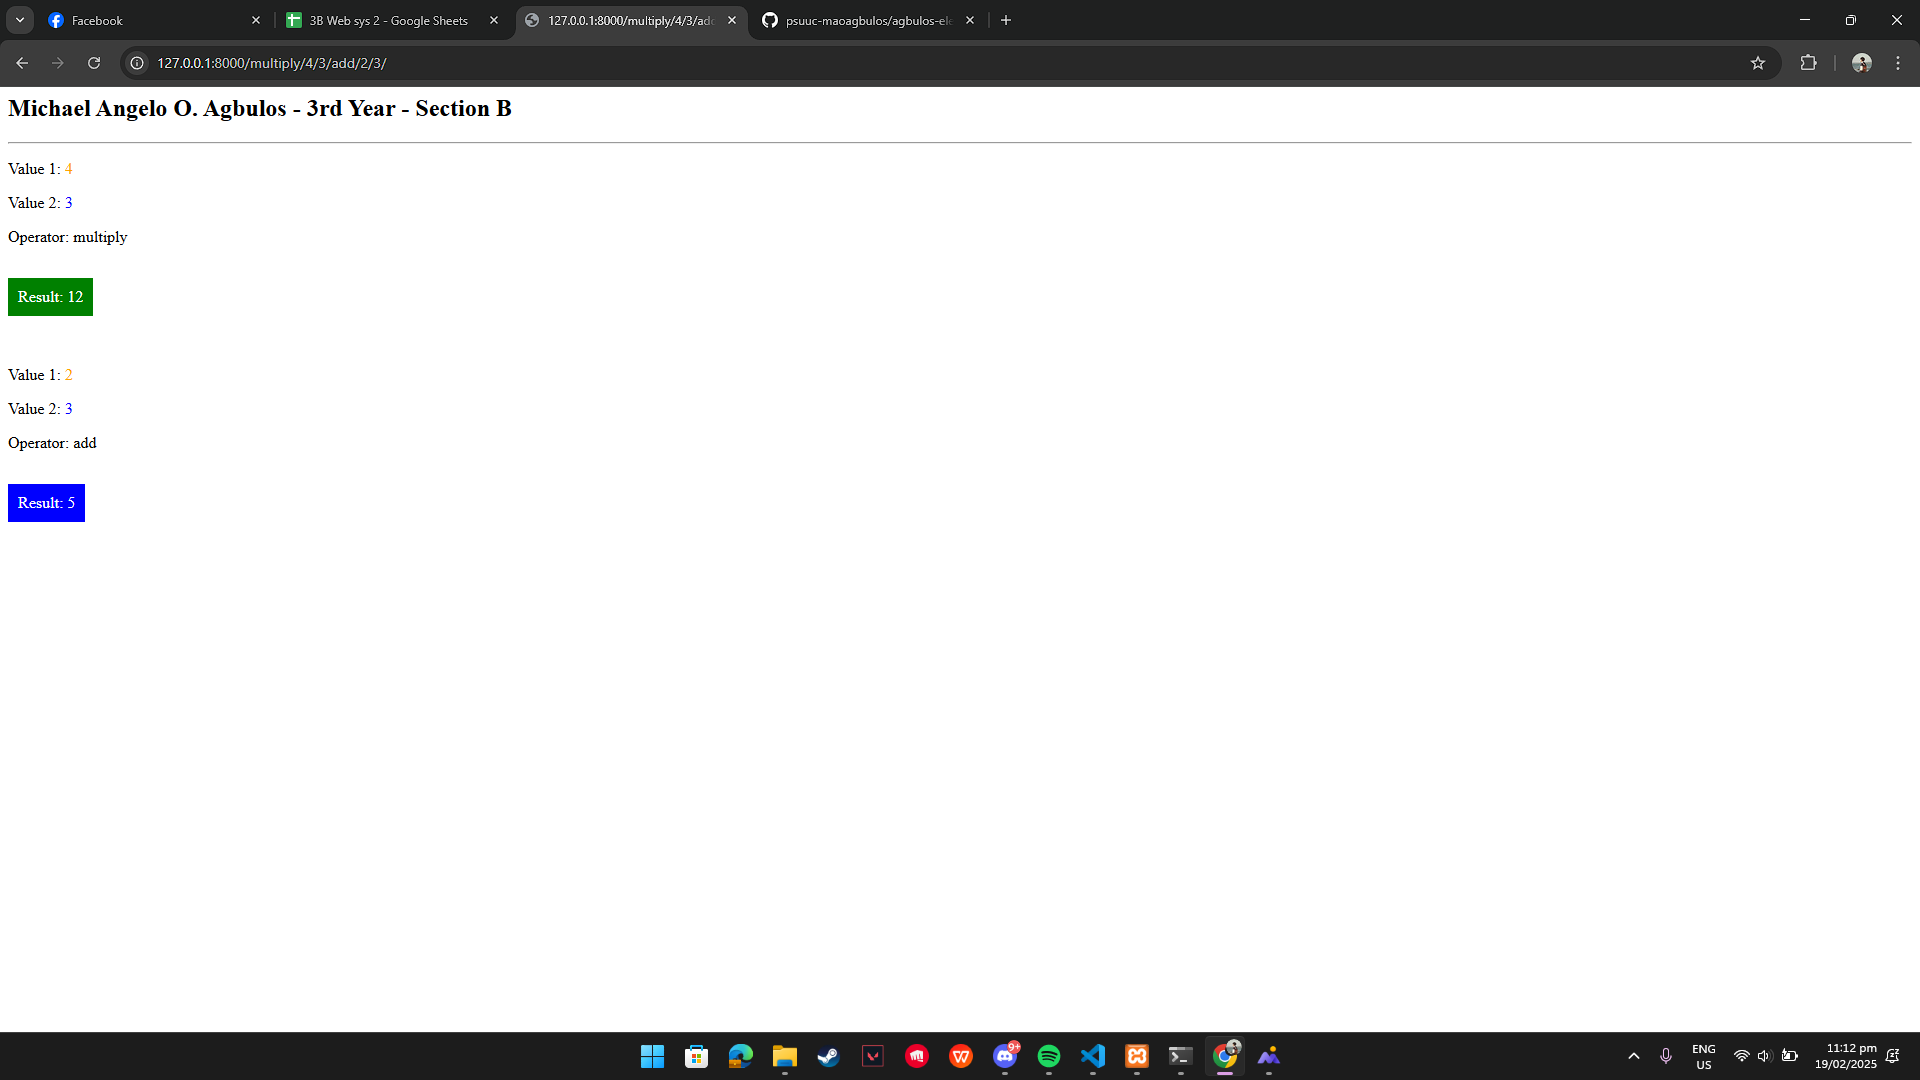 Facebook
3B Web sys 2 - Google Sheets
127.0.0.1:8000/multiply/4/3/add
psuuc-maoagbulos/agbulos-ele
127.0.0.1:8000/multiply/4/3/add/2/3/
Michael Angelo O. Agbulos - 3rd Year - Section B
Value 1: 4
Value 2: 3
Operator: multiply
Result: 12
Value 1: 2
Value 2: 3
Operator: add
Result: 5
9+
ENG
US
11:12 pm
19/02/2025